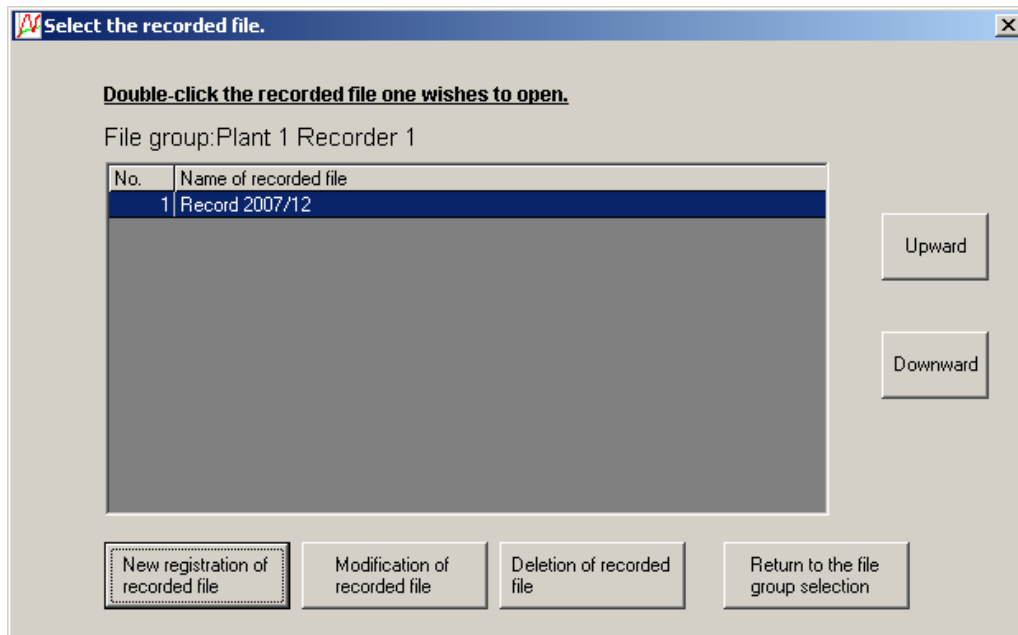 Select the recorded file.
Double-click the recorded file one wishes to open.
File group:Plant 1 Recorder 1
No. Name of recorded file
1 Record 2007/12
Upward
Downward
New registration of
recorded file
Modification of
recorded file
Deletion of recorded
file
Return to the file
group selection